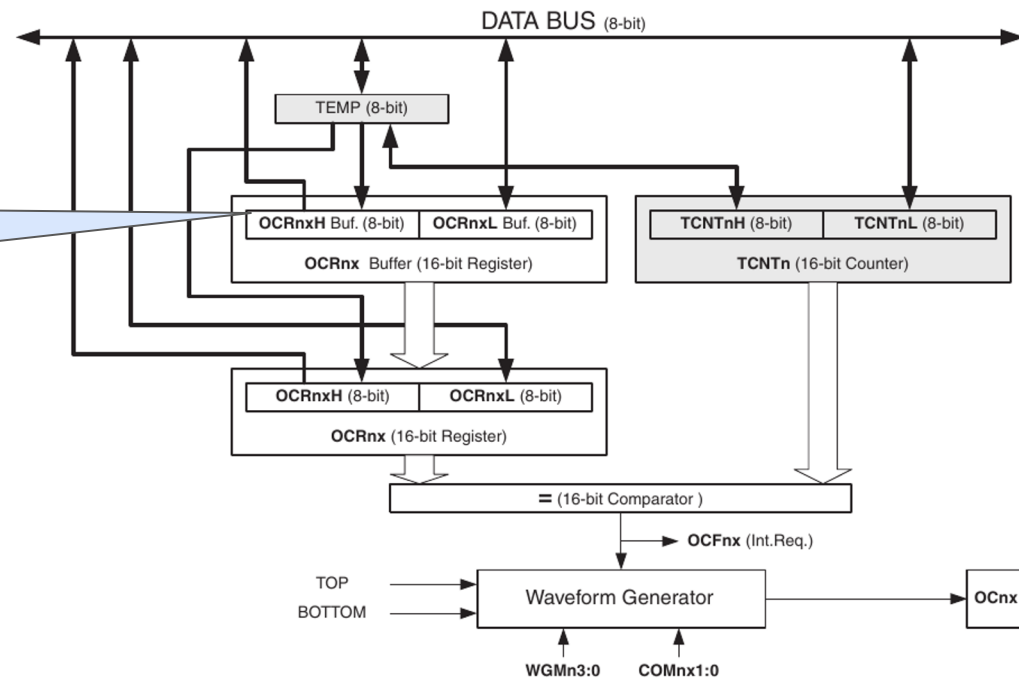 DATA BUS (8-bit)
TEMP (8-bit)
OCRnxH Buf. (8-bit) OCRnxL Buf. (8-bit)
TCNTnH (8-bit) TCNTnL (8-bit)
OCRnx Buffer (16-bit Register)
TCNTn (16-bit Counter)
OCRnxH (8-bit) OCRnxL (8-bit)
OCRnx (16-bit Register)
= (16-bit Comparator )
OCFnx (Int.Req.)
TOP
BOTTOM
Waveform Generator
OCnx
WGMn3:0 COMnx1:0